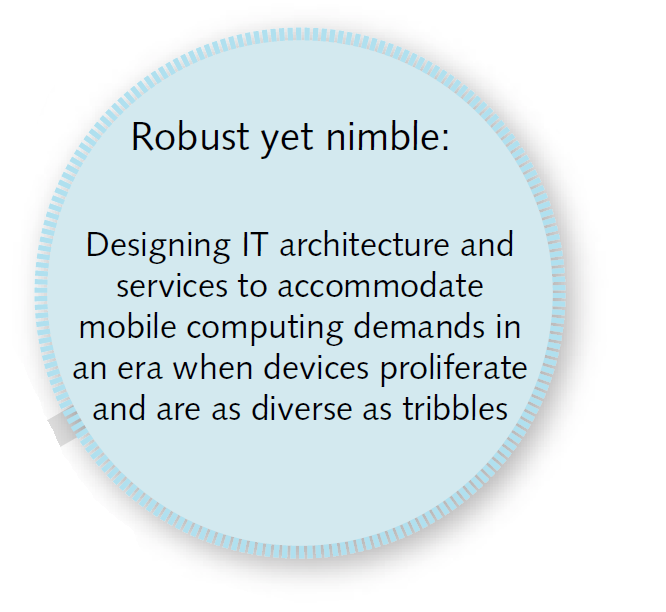 Robust yet nimble:
Designing IT architecture and
services to accommodate
mobile computing demands in
an era when devices proliferate
and are as diverse as tribbles